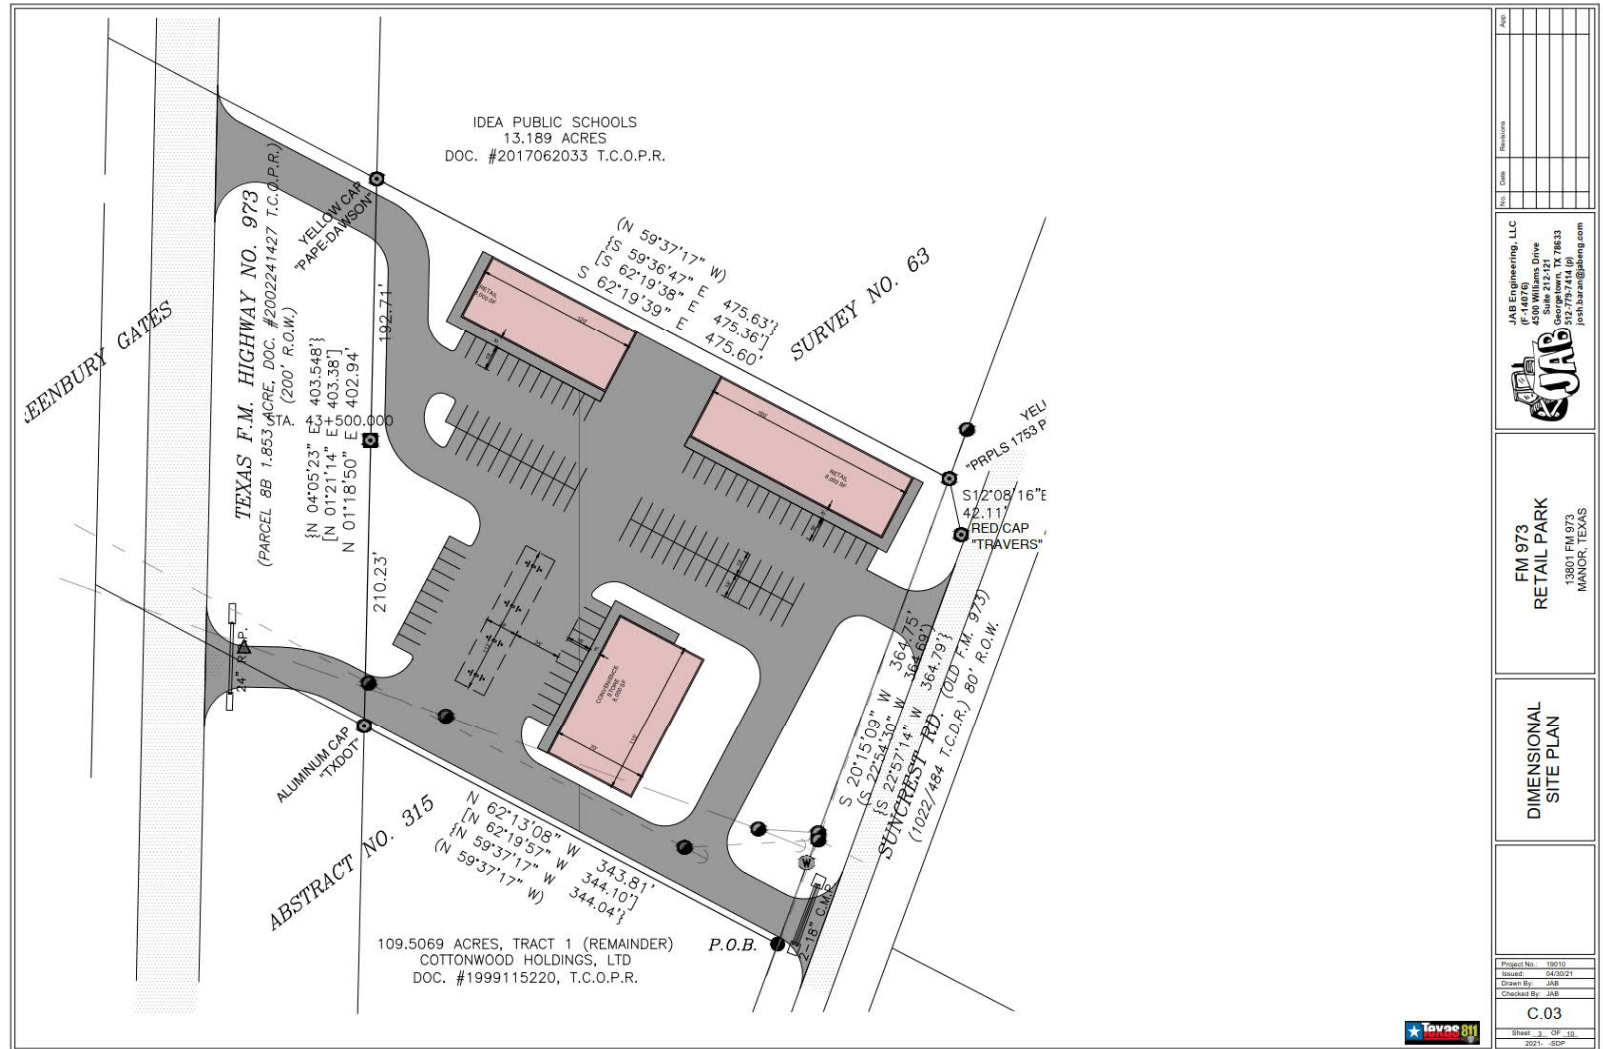 IDEA PUBLIC SCHOOLS
13.189 ACRES
DOC. #2017062033 T.C.O.P.R.
YELLOW CAP
"PAPE-DAWSON"
TEXAS F.M. HIGHWAY NO. 973
(PARCEL 8B 1.853 ACRE, DOC. #2002241427 T.C.O.P.R.)
(200' R.O.W.)
STA. 43+500.000
{N 04°05'23" E 403.548'}
[N 01°21'14" E 403.38']
N 01°18'50" E 402.94'
192.71'
210.23'
EENBURY GATES
(N 59°37'17" W)
{S 59°36'47" E 475.63'}
[S 62°19'38" E 475.36']
S 62°19'39" E 475.60'
SURVEY NO. 63
RETAIL
RETAIL
8,000 SF
CONVENIENCE
STORE
8,000 SF
"PRPLS 1753 P
S12°08'16"E
42.11'
RED CAP
"TRAVERS"
S 20°15'09" W 364.75'
(S 22°54'30" W 364.69')
{S 22°57'14" W 364.79'}
SUNCREST RD. (OLD F.M. 973)
(1022/484 T.C.D.R.) 80' R.O.W.
24" R.C.P.
ALUMINUM CAP
"TXDOT"
ABSTRACT NO. 315
N 62°13'08" W 343.81'
[N 62°19'57" W 344.10']
{N 59°37'17" W 344.04'}
(N 59°37'17" W)
W
2-18" C.M.P.
P.O.B.
109.5069 ACRES, TRACT 1 (REMAINDER)
COTTONWOOD HOLDINGS, LTD
DOC. #1999115220, T.C.O.P.R.
Texas 811
No. Date Revisions App.
JAB Engineering, LLC
(F-14076)
4500 Williams Drive
Suite 212-121
Georgetown, TX 78633
512-779-7414 (p)
josh.baran@jabeng.com
JAB
FM 973
RETAIL PARK
13801 FM 973
MANOR, TEXAS
DIMENSIONAL
SITE PLAN
Project No.: 19010
Issued: 04/30/21
Drawn By: JAB
Checked By: JAB
C.03
Sheet 3 OF 10
2021- -SDP